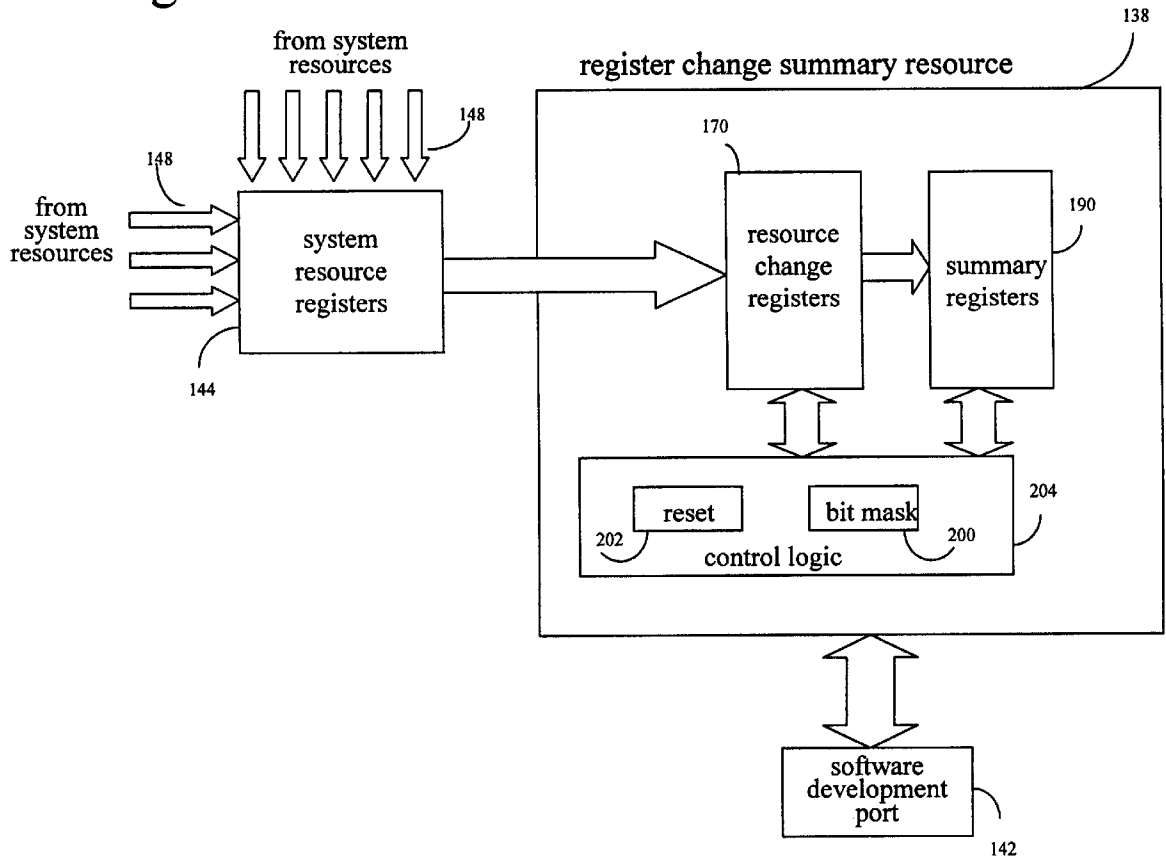 138
from system
resources
register change summary resource
148
170
148
190
from
system
resources
system
resource
registers
resource
change
registers
summary
registers
144
reset
bit mask
204
202
200
control logic
software
development
port
142